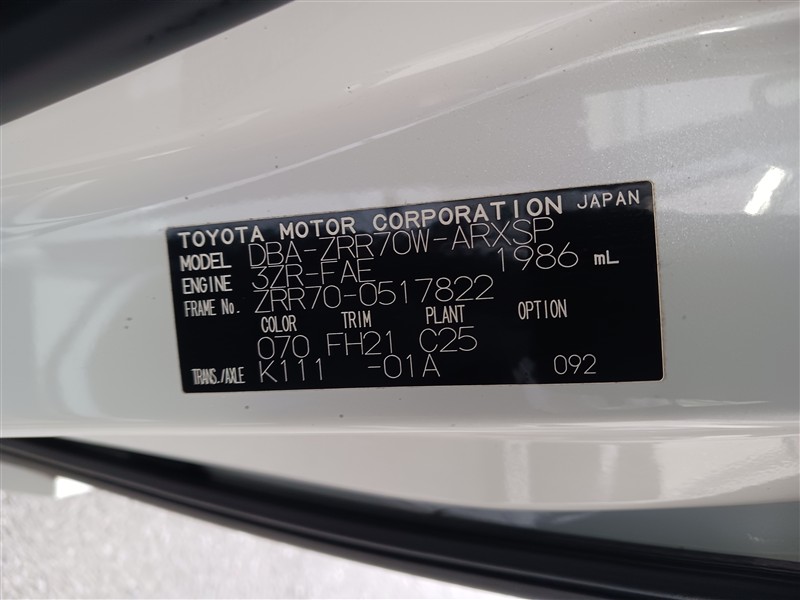 TOYOTA MOTOR CORPORATION JAPAN
MODEL DBA-ZRR70W-ARXSP
ENGINE 3ZR-FAE 1986 mL
FRAME No. ZRR70-0517822
COLOR TRIM PLANT OPTION
070 FH21 C25
TRANS./AXLE K111 -01A 092